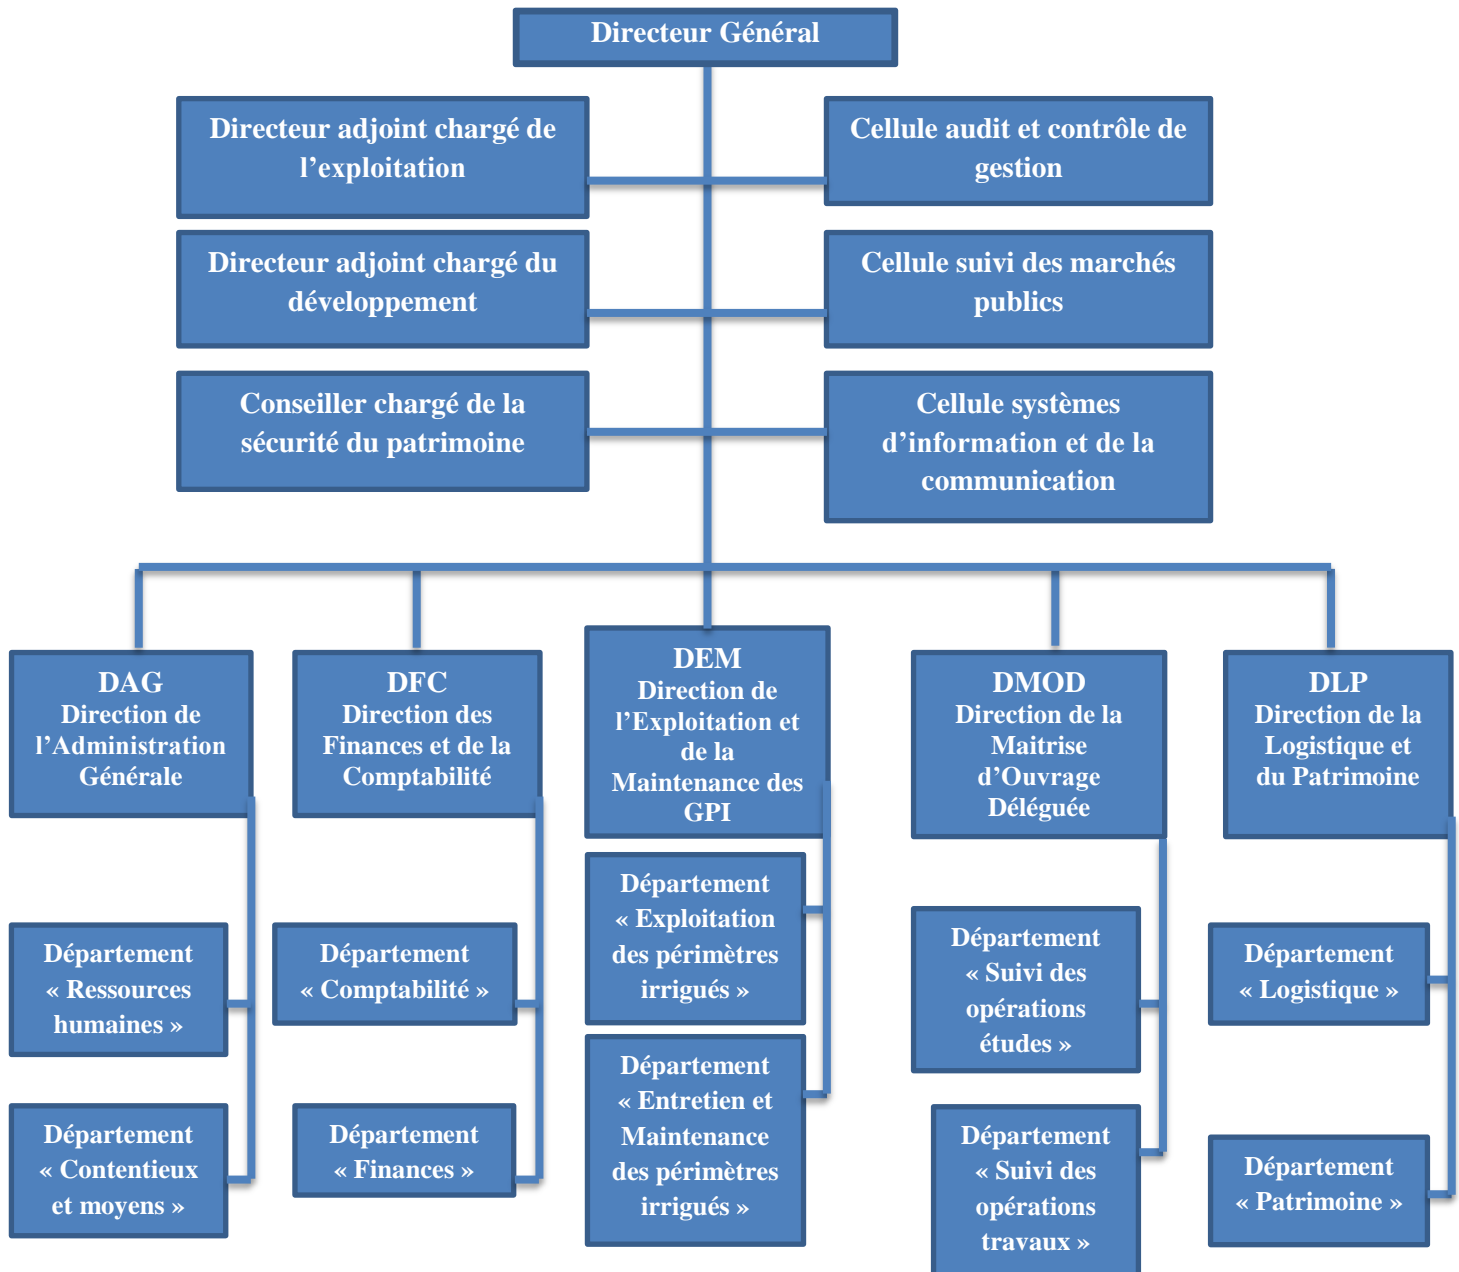 Directeur Général
Directeur adjoint chargé de
l’exploitation
Cellule audit et contrôle de
gestion
Directeur adjoint chargé du
développement
Cellule suivi des marchés
publics
Conseiller chargé de la
sécurité du patrimoine
Cellule systèmes
d’information et de la
communication
DAG
Direction de
l’Administration
Générale
DFC
Direction des
Finances et de la
Comptabilité
DEM
Direction de
l’Exploitation et
de la
Maintenance des
GPI
DMOD
Direction de la
Maitrise
d’Ouvrage
Déléguée
DLP
Direction de la
Logistique et
du Patrimoine
Département
« Ressources
humaines »
Département
« Comptabilité »
Département
« Exploitation
des périmètres
irrigués »
Département
« Suivi des
opérations
études »
Département
« Logistique »
Département
« Contentieux
et moyens »
Département
« Finances »
Département
« Entretien et
Maintenance
des périmètres
irrigués »
Département
« Suivi des
opérations
travaux »
Département
« Patrimoine »